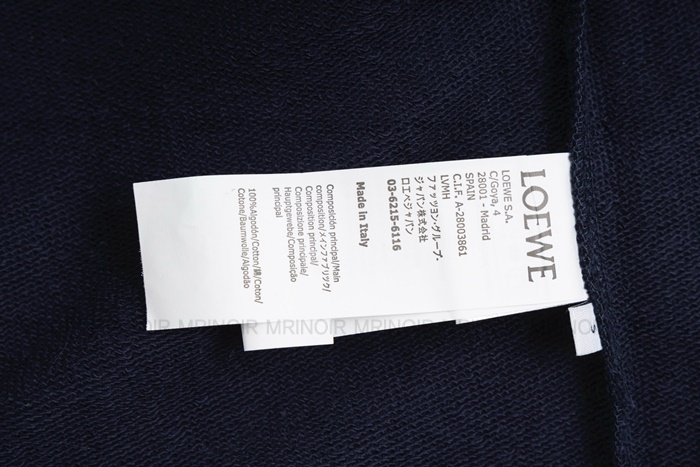 LOEWE
LOEWE S.A.
C/Goya, 4
28001 - Madrid
SPAIN
C.I.F. A-28003861
LVMH
ファッション・グループ・
ジャパン株式会社
ロエベジャパン
03-6215-6116
Made in Italy
Composición principal/Main
composition/メインファブリック/
Composition principal/
Composizione principale/
Hauptgewebe/Composição
principal
100%Algodón/Cotton/綿/Coton/
Cotone/Baumwolle/Algodão
MRINOIR MRINOIR MRINOIR MRINOIR MRINOIR